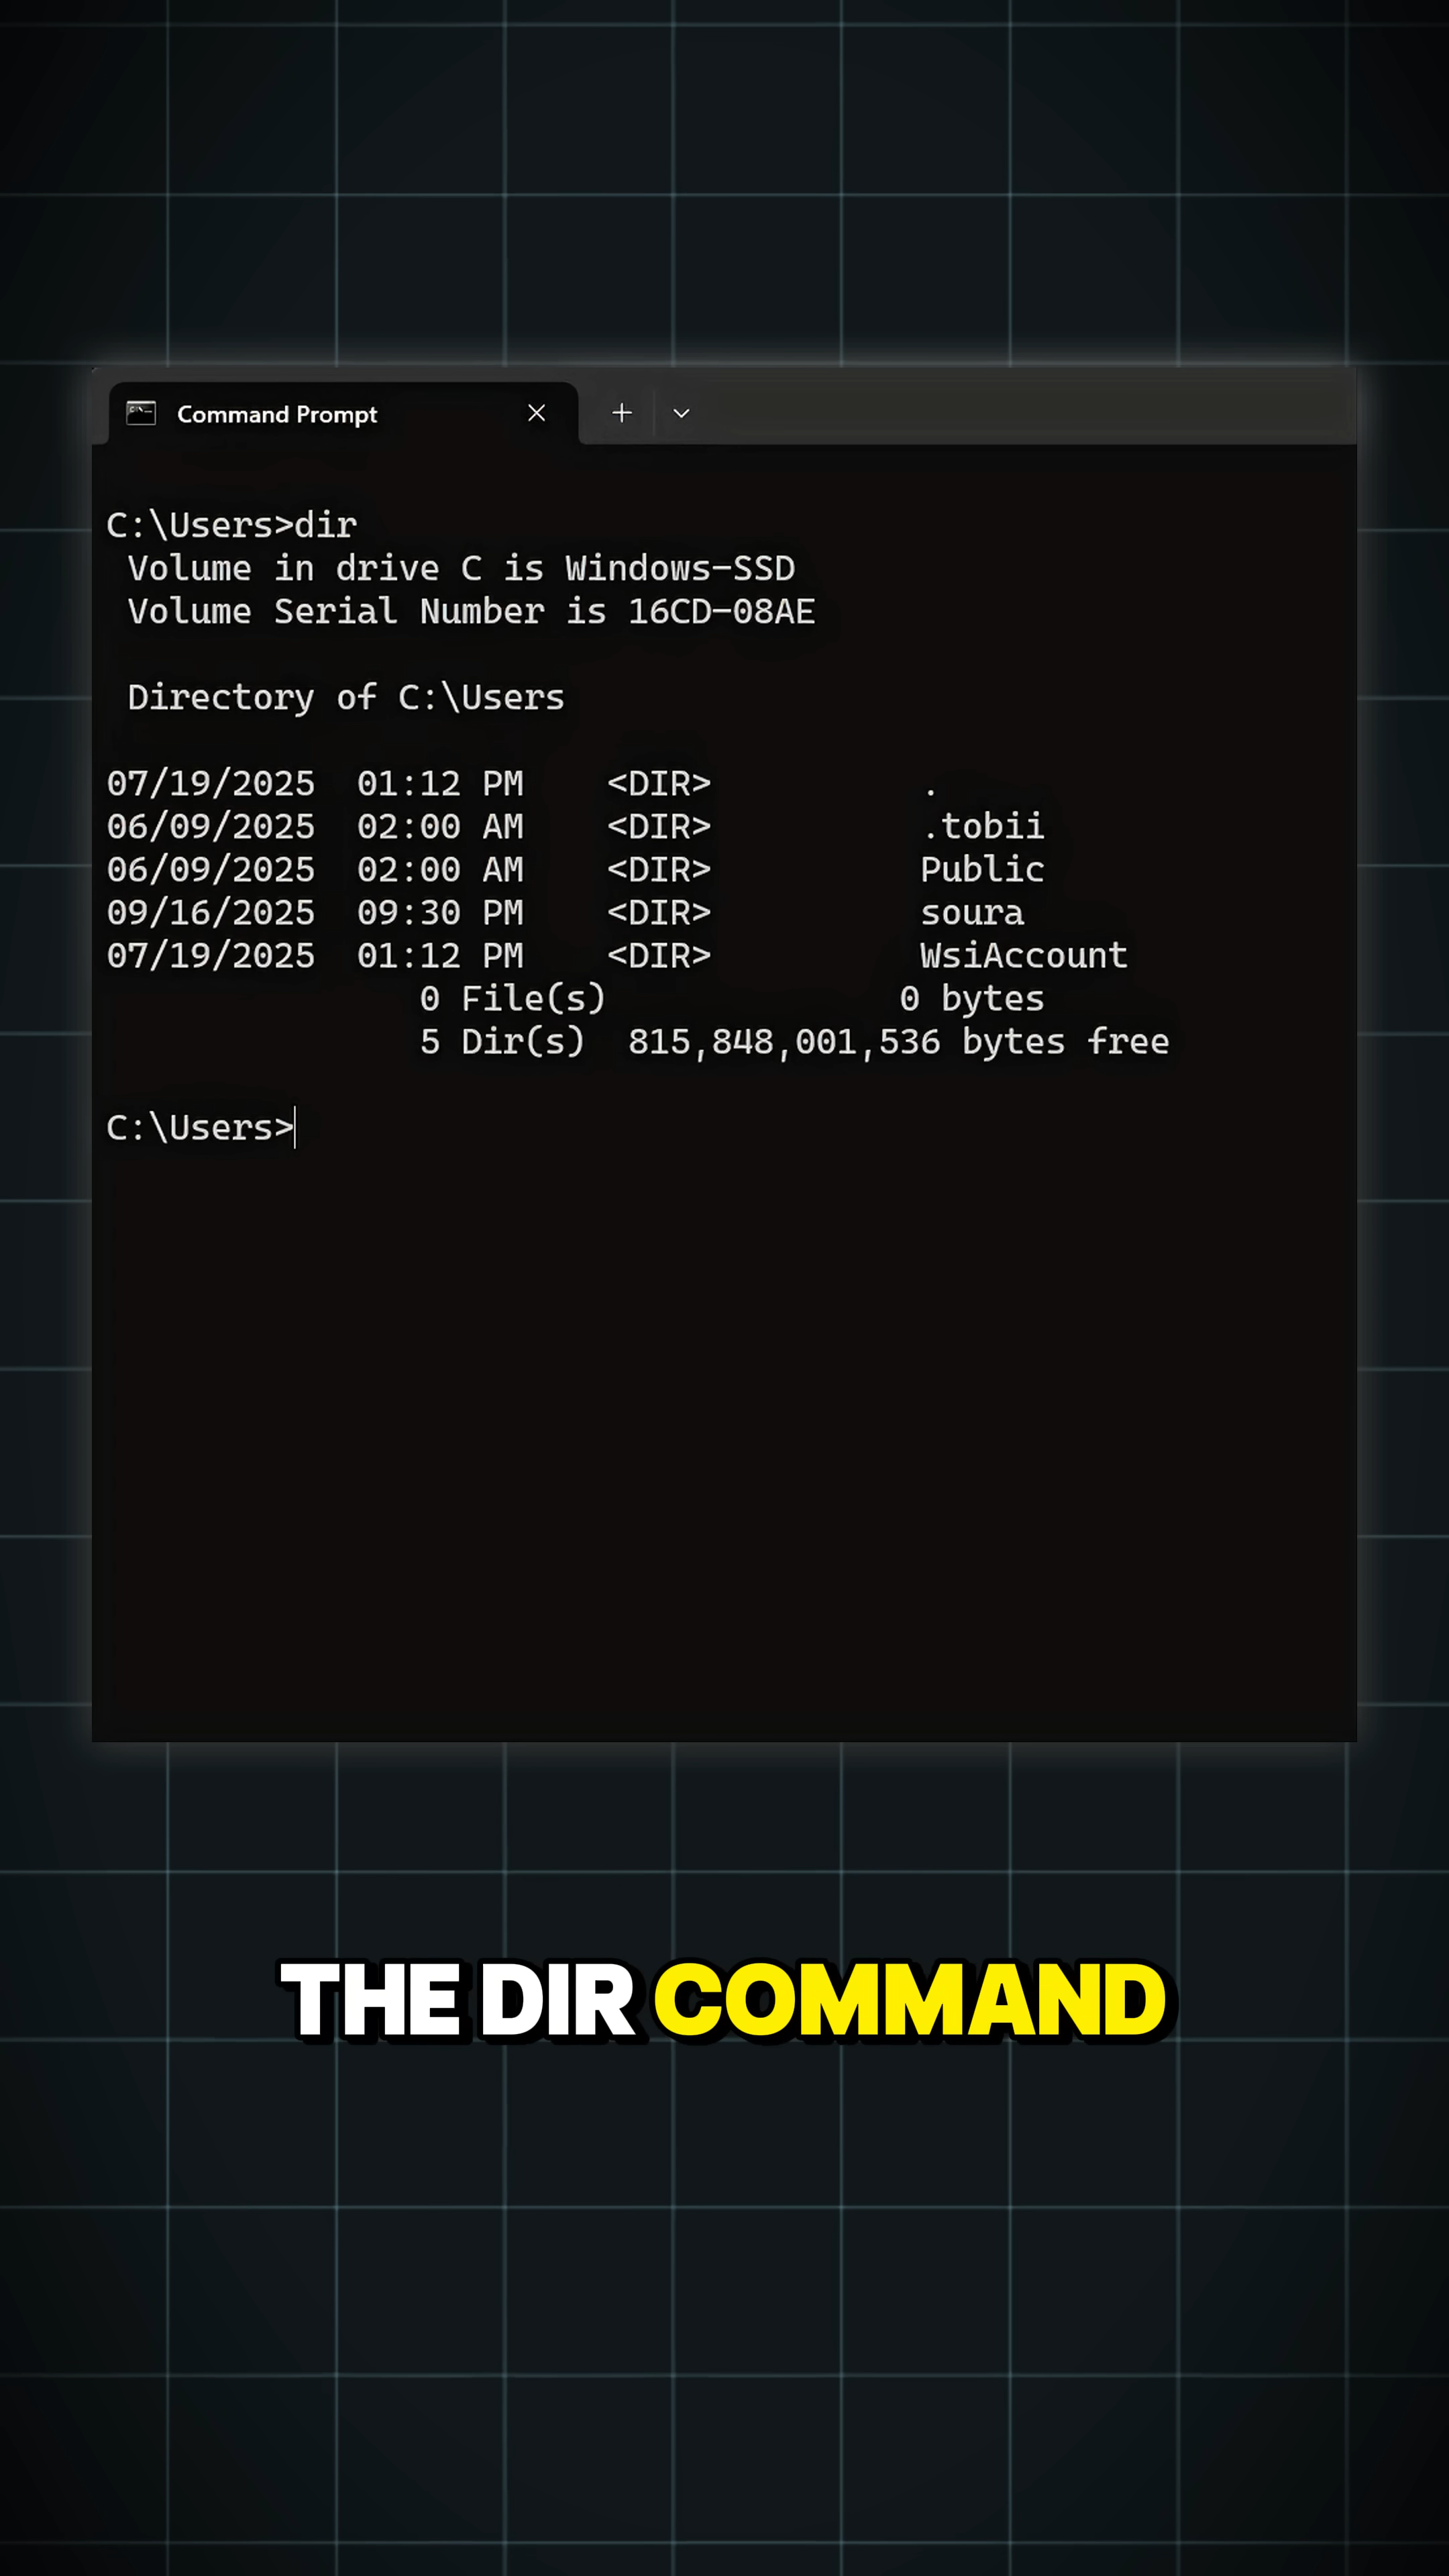 Command Prompt
C:\Users>dir
Volume in drive C is Windows-SSD
Volume Serial Number is 16CD-08AE
Directory of C:\Users
07/19/2025  01:12 PM    <DIR>          .
06/09/2025  02:00 AM    <DIR>          .tobii
06/09/2025  02:00 AM    <DIR>          Public
09/16/2025  09:30 PM    <DIR>          soura
07/19/2025  01:12 PM    <DIR>          WsiAccount
0 File(s)              0 bytes
5 Dir(s)  815,848,001,536 bytes free
C:\Users>
THE DIR COMMAND